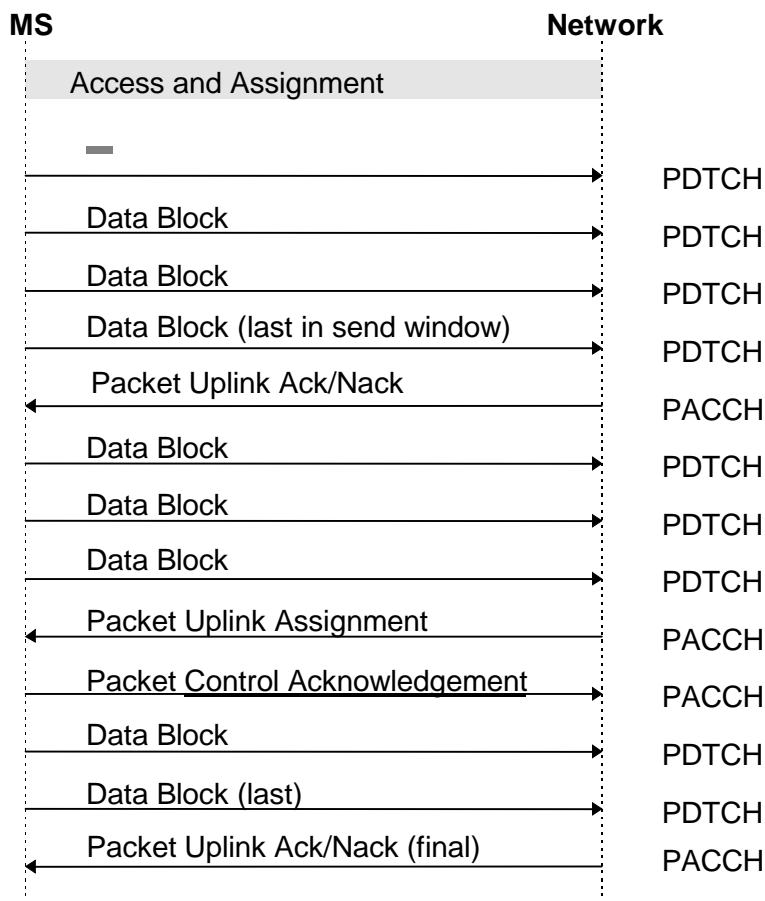 MS Network
Access and Assignment
PDTCH
Data Block
PDTCH
Data Block
PDTCH
Data Block (last in send window)
PDTCH
Packet Uplink Ack/Nack
PACCH
Data Block
PDTCH
Data Block
PDTCH
Data Block
PDTCH
Packet Uplink Assignment
PACCH
Packet Control Acknowledgement
PACCH
Data Block
PDTCH
Data Block (last)
PDTCH
Packet Uplink Ack/Nack (final)
PACCH